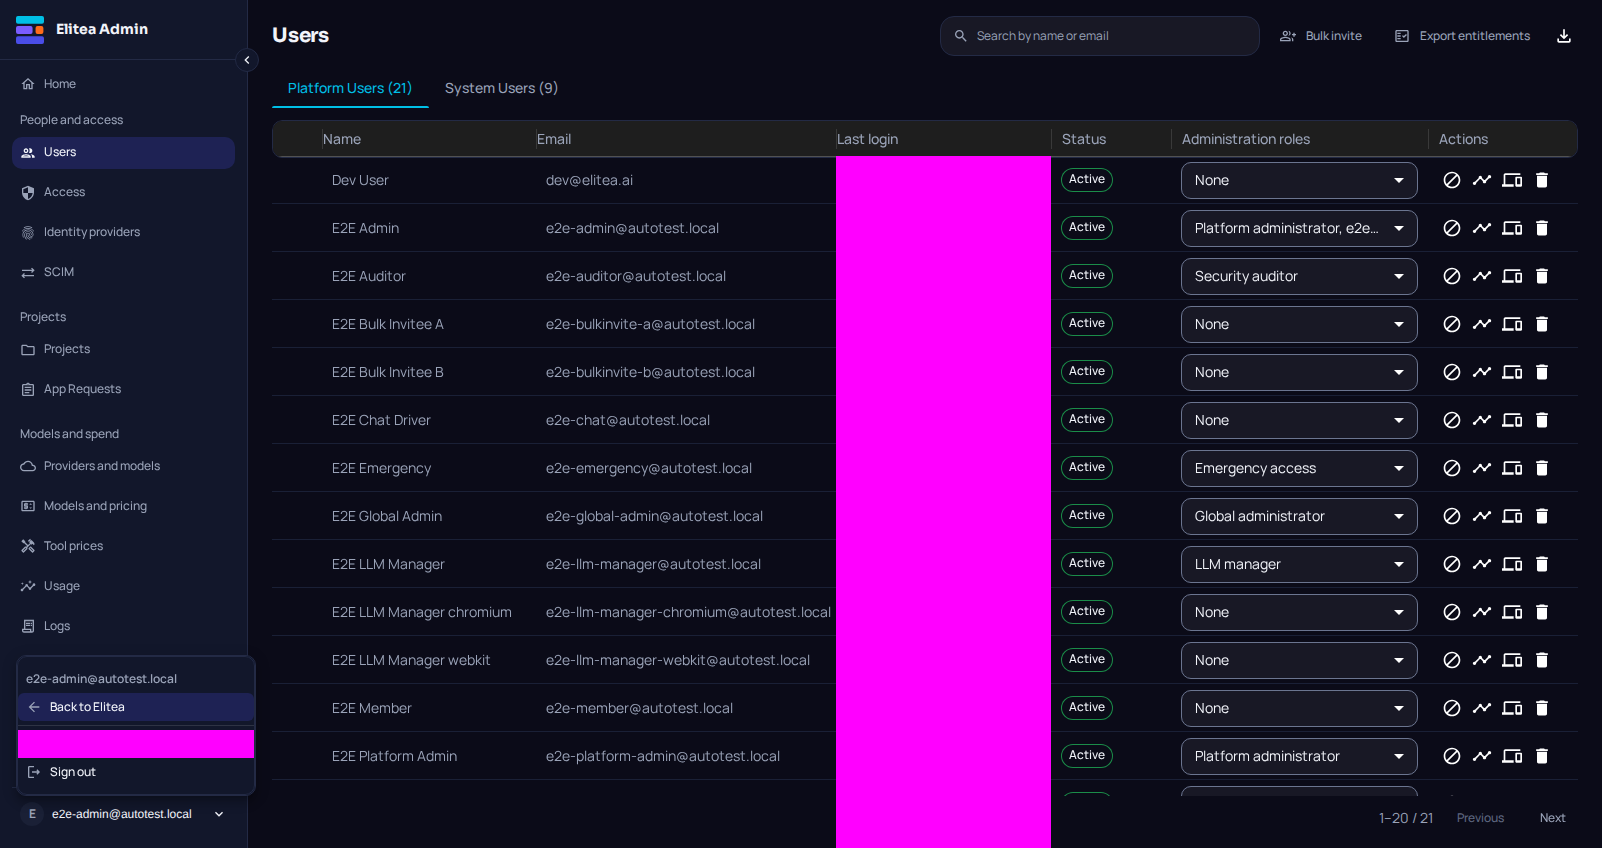 Elitea Admin
Home
People and access
Users
Access
Identity providers
SCIM
Projects
Projects
App Requests
Models and spend
Providers and models
Models and pricing
Tool prices
Usage
Logs
e2e-admin@autotest.local
Back to Elitea
Sign out
E e2e-admin@autotest.local
Users
Search by name or email
Bulk invite
Export entitlements
Platform Users (21) System Users (9)
Name Email Last login Status Administration roles Actions
Dev User dev@elitea.ai Active None
E2E Admin e2e-admin@autotest.local Active Platform administrator, e2e...
E2E Auditor e2e-auditor@autotest.local Active Security auditor
E2E Bulk Invitee A e2e-bulkinvite-a@autotest.local Active None
E2E Bulk Invitee B e2e-bulkinvite-b@autotest.local Active None
E2E Chat Driver e2e-chat@autotest.local Active None
E2E Emergency e2e-emergency@autotest.local Active Emergency access
E2E Global Admin e2e-global-admin@autotest.local Active Global administrator
E2E LLM Manager e2e-llm-manager@autotest.local Active LLM manager
E2E LLM Manager chromium e2e-llm-manager-chromium@autotest.local Active None
E2E LLM Manager webkit e2e-llm-manager-webkit@autotest.local Active None
E2E Member e2e-member@autotest.local Active None
E2E Platform Admin e2e-platform-admin@autotest.local Active Platform administrator
1–20 / 21 Previous Next